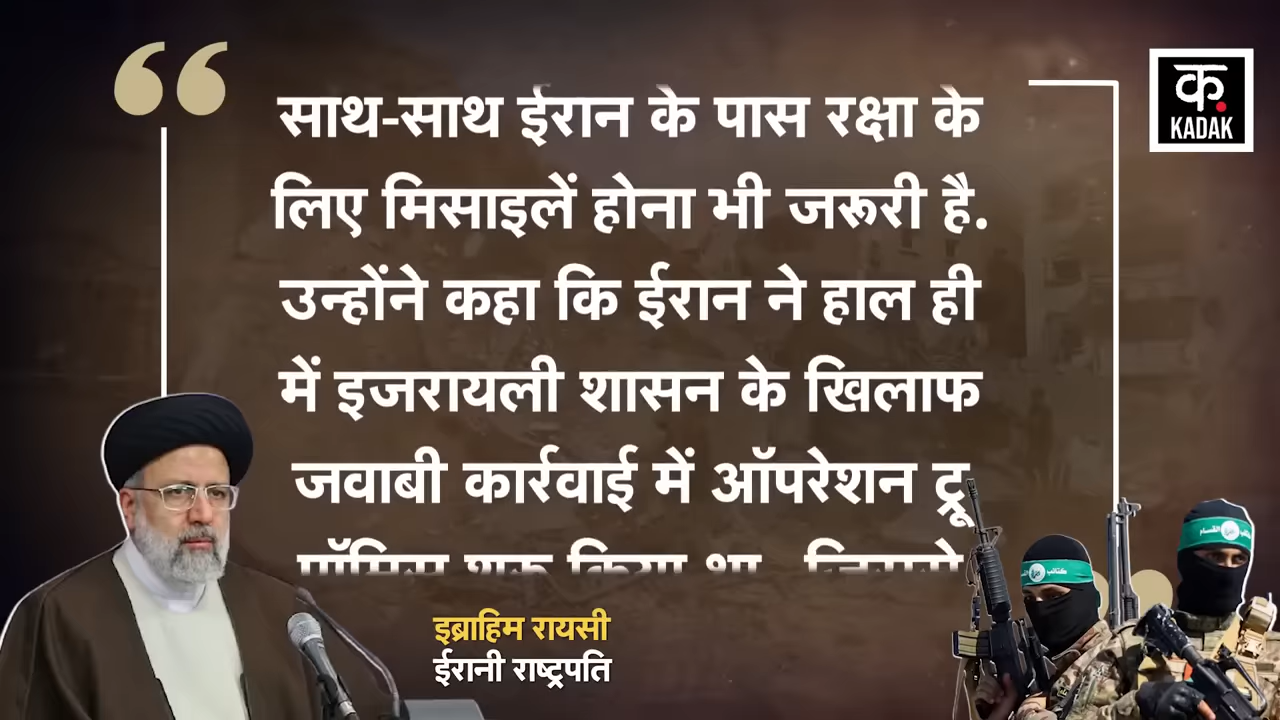 साथ-साथ ईरान के पास रक्षा के
लिए मिसाइलें होना भी जरूरी है.
उन्होंने कहा कि ईरान ने हाल ही
में इजरायली शासन के खिलाफ
जवाबी कार्रवाई में ऑपरेशन ट्रू
इब्राहिम रायसी
ईरानी राष्ट्रपति
क
KADAK